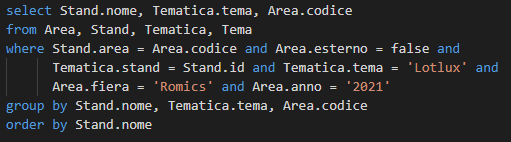 select Stand.nome, Tematica.tema, Area.codice
from Area, Stand, Tematica, Tema
where Stand.area = Area.codice and Area.esterno = false and
Tematica.stand = Stand.id and Tematica.tema = 'Lotlux' and
Area.fiera = 'Romics' and Area.anno = '2021'
group by Stand.nome, Tematica.tema, Area.codice
order by Stand.nome